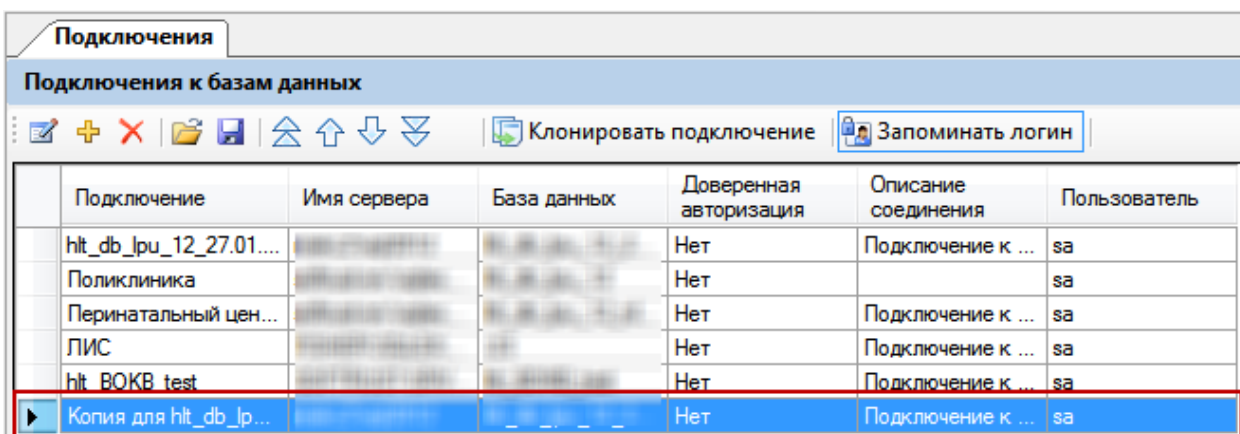 Подключения
Подключения к базам данных
Клонировать подключение Запоминать логин
Подключение Имя сервера База данных Доверенная авторизация Описание соединения Пользователь
hlt_db_lpu_12_27.01.... Нет Подключение к ... sa
Поликлиника Нет sa
Перинатальный цен... Нет Подключение к ... sa
ЛИС Нет Подключение к ... sa
hlt_BOKB_test Нет Подключение к ... sa
Копия для hlt_db_lp... Нет Подключение к ... sa